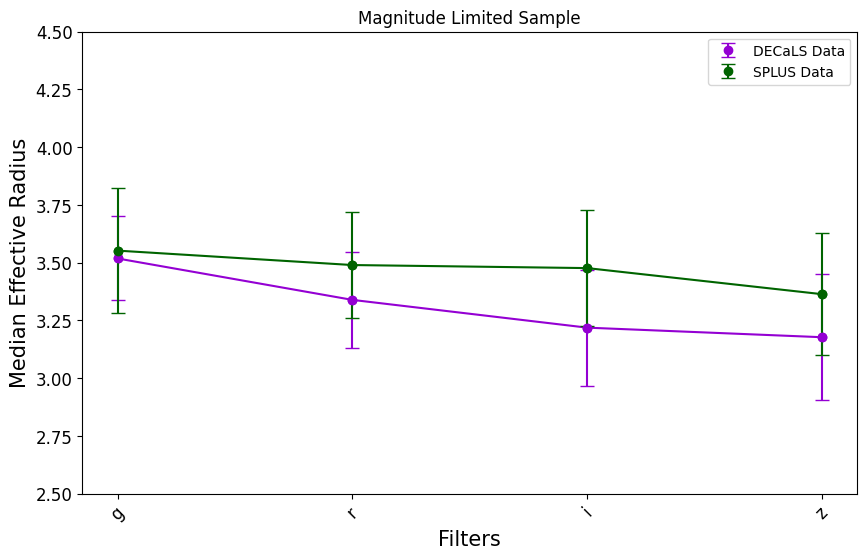 Magnitude Limited Sample
DECaLS Data
SPLUS Data
Median Effective Radius
4.50
4.25
4.00
3.75
3.50
3.25
3.00
2.75
2.50
g
r
i
z
Filters